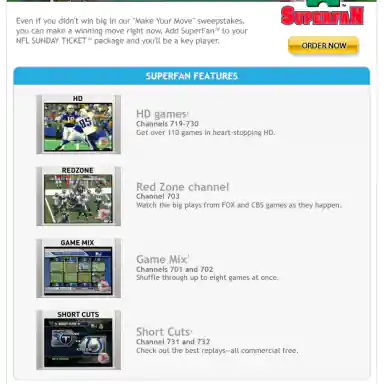 SUPERFAN
Even if you didn't win big in our "Make Your Move" sweepstakes,
you can make a winning move right now. Add SuperFan™ to your
NFL SUNDAY TICKET™ package and you'll be a key player.
ORDER NOW
SUPERFAN FEATURES
HD
HD games
Channels 719-730
Get over 110 games in heart-stopping HD.
REDZONE
Red Zone channel
Channel 703
Watch the big plays from FOX and CBS games as they happen.
GAME MIX
Game Mix
Channels 701 and 702
Shuffle through up to eight games at once.
SHORT CUTS
Short Cuts
Channel 731 and 732
Check out the best replays—all commercial free.